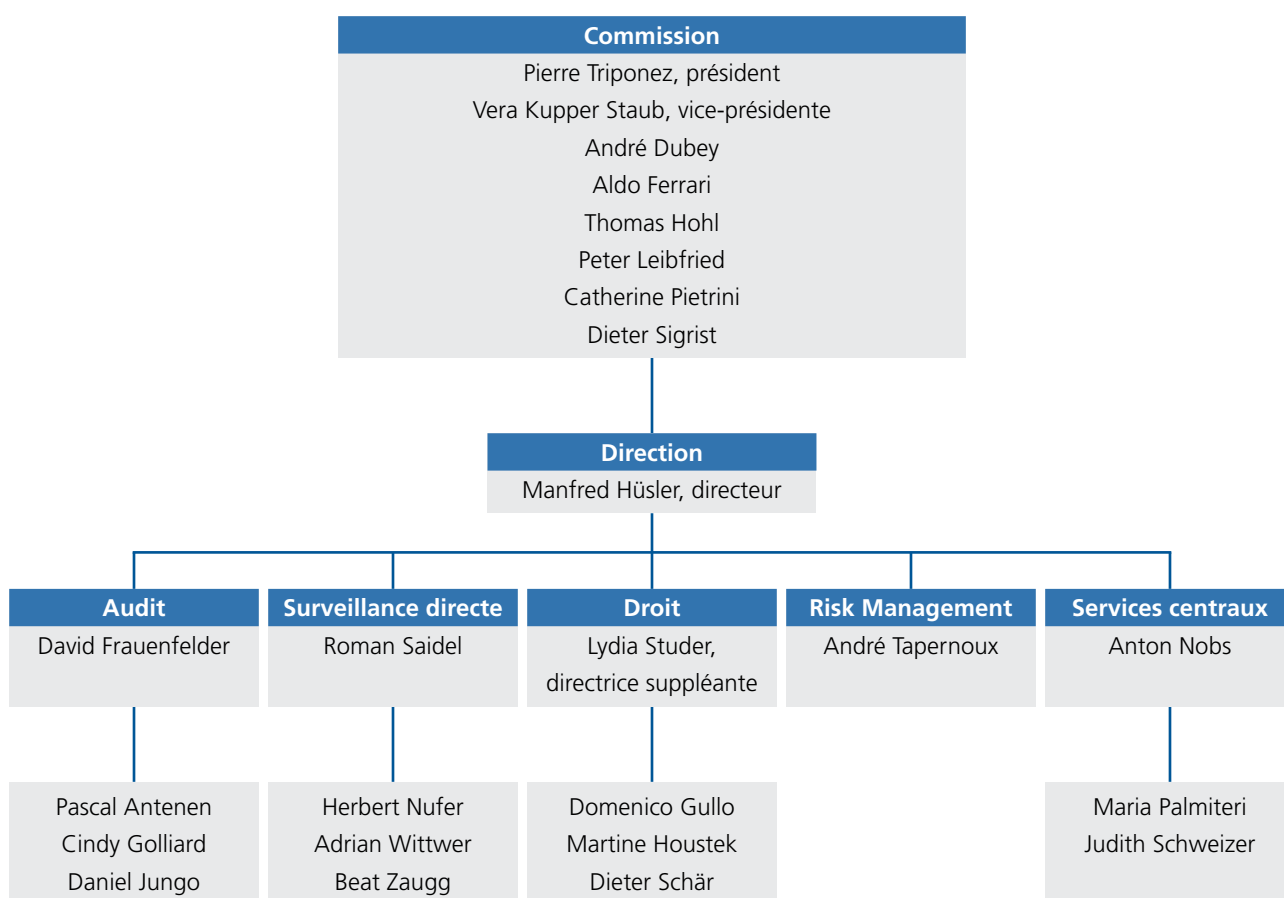 Commission
Pierre Triponez, président
Vera Kupper Staub, vice-présidente
André Dubey
Aldo Ferrari
Thomas Hohl
Peter Leibfried
Catherine Pietrini
Dieter Sigrist
Direction
Manfred Hüsler, directeur
Audit
David Frauenfelder
Pascal Antenen
Cindy Golliard
Daniel Jungo
Surveillance directe
Roman Saidel
Herbert Nufer
Adrian Wittwer
Beat Zaugg
Droit
Lydia Studer,
directrice suppléante
Domenico Gullo
Martine Houstek
Dieter Schär
Risk Management
André Tapernoux
Services centraux
Anton Nobs
Maria Palmiteri
Judith Schweizer